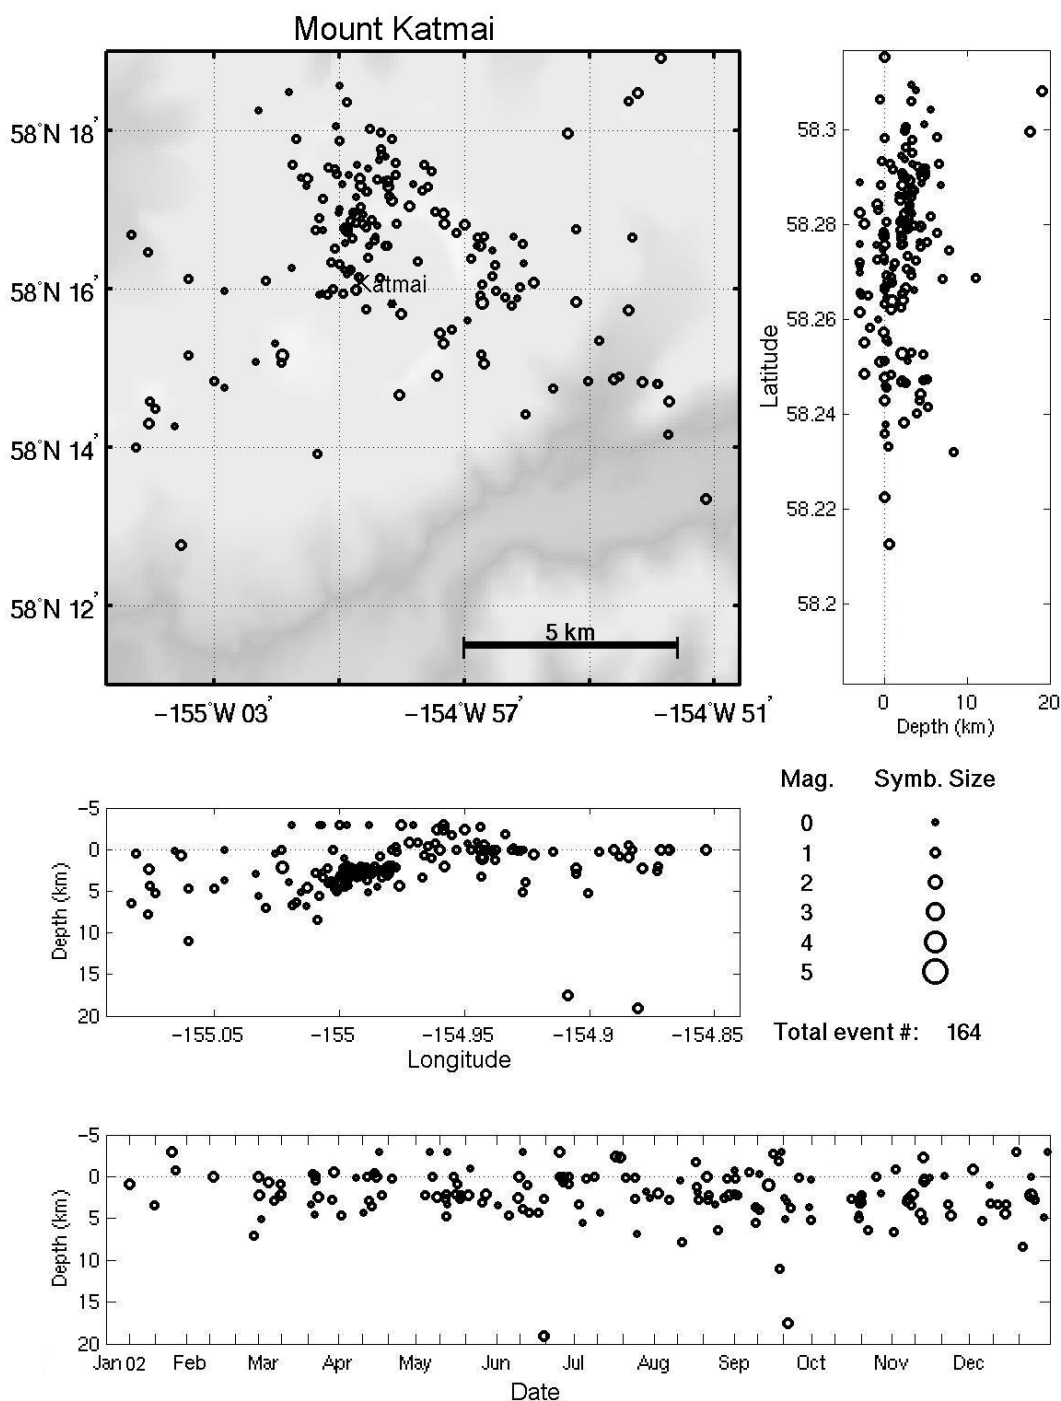 Mount Katmai
58°N 18'
58°N 16'
58°N 14'
58°N 12'
Katmai
5 km
−155°W 03'
−154°W 57'
−154°W 51'
Latitude
58.3
58.28
58.26
58.24
58.22
58.2
0
10
20
Depth (km)
Depth (km)
−5
0
5
10
15
20
−155.05
−155
−154.95
−154.9
−154.85
Longitude
Mag. Symb. Size
0
1
2
3
4
5
Total event #: 164
Depth (km)
−5
0
5
10
15
20
Jan 02 Feb Mar Apr May Jun Jul Aug Sep Oct Nov Dec
Date